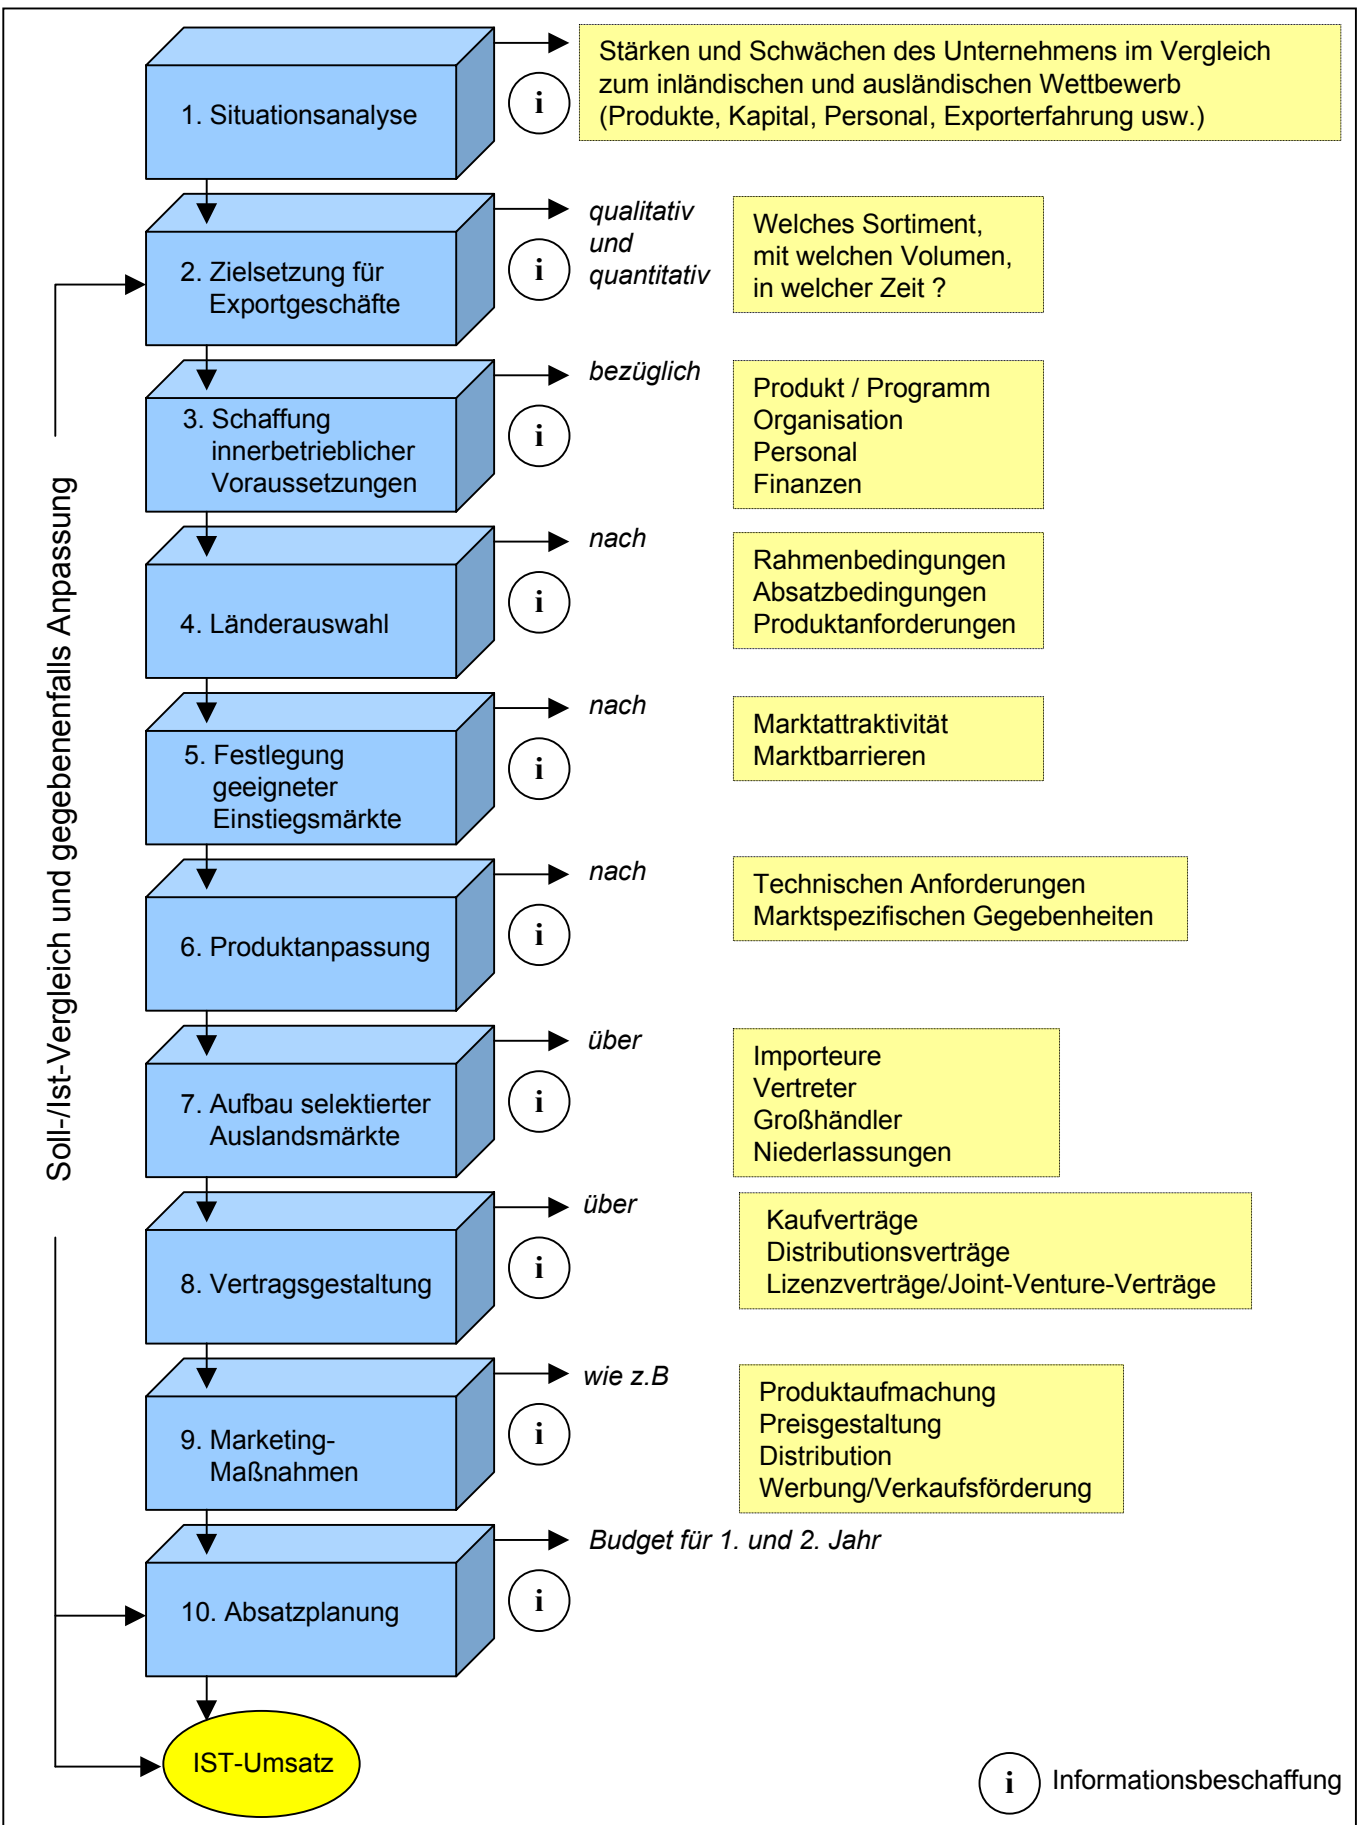 Stärken und Schwächen des Unternehmens im Vergleich
zum inländischen und ausländischen Wettbewerb
(Produkte, Kapital, Personal, Exporterfahrung usw.)
1. Situationsanalyse
i
qualitativ
und
quantitativ
Welches Sortiment,
mit welchen Volumen,
in welcher Zeit ?
2. Zielsetzung für
Exportgeschäfte
i
bezüglich
Produkt / Programm
Organisation
Personal
Finanzen
3. Schaffung
innerbetrieblicher
Voraussetzungen
i
nach
Rahmenbedingungen
Absatzbedingungen
Produktanforderungen
4. Länderauswahl
i
nach
Marktattraktivität
Marktbarrieren
5. Festlegung
geeigneter
Einstiegsmärkte
i
nach
Technischen Anforderungen
Marktspezifischen Gegebenheiten
6. Produktanpassung
i
über
Importeure
Vertreter
Großhändler
Niederlassungen
7. Aufbau selektierter
Auslandsmärkte
i
über
Kaufverträge
Distributionsverträge
Lizenzverträge/Joint-Venture-Verträge
8. Vertragsgestaltung
i
wie z.B
Produktaufmachung
Preisgestaltung
Distribution
Werbung/Verkaufsförderung
9. Marketing-
Maßnahmen
i
Budget für 1. und 2. Jahr
10. Absatzplanung
i
IST-Umsatz
Soll-/Ist-Vergleich und gegebenenfalls Anpassung
i Informationsbeschaffung